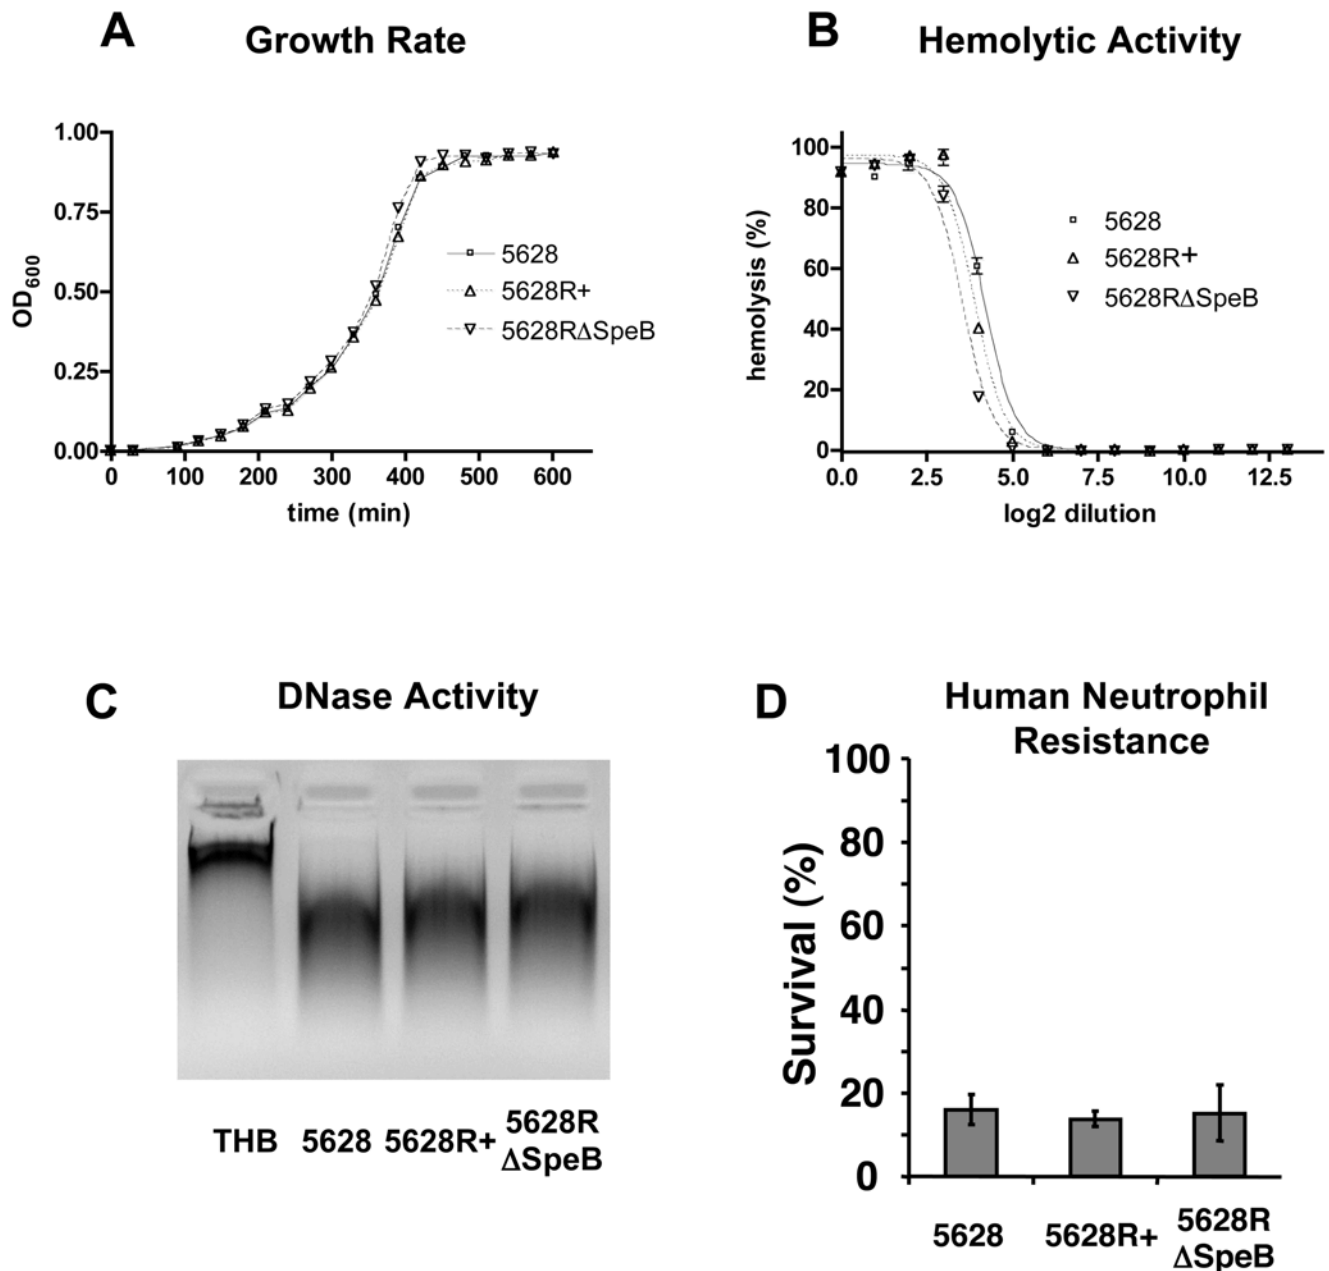 A
Growth Rate
1.00
0.75
0.50
0.25
0.00
OD600
5628
5628R+
5628RΔSpeB
0 100 200 300 400 500 600
time (min)
B
Hemolytic Activity
100
80
60
40
20
0
hemolysis (%)
5628
5628R+
5628RΔSpeB
0.0 2.5 5.0 7.5 10.0 12.5
log2 dilution
C
DNase Activity
THB 5628 5628R+ 5628R
ΔSpeB
D
Human Neutrophil
Resistance
100
80
60
40
20
0
Survival (%)
5628 5628R+ 5628R
ΔSpeB